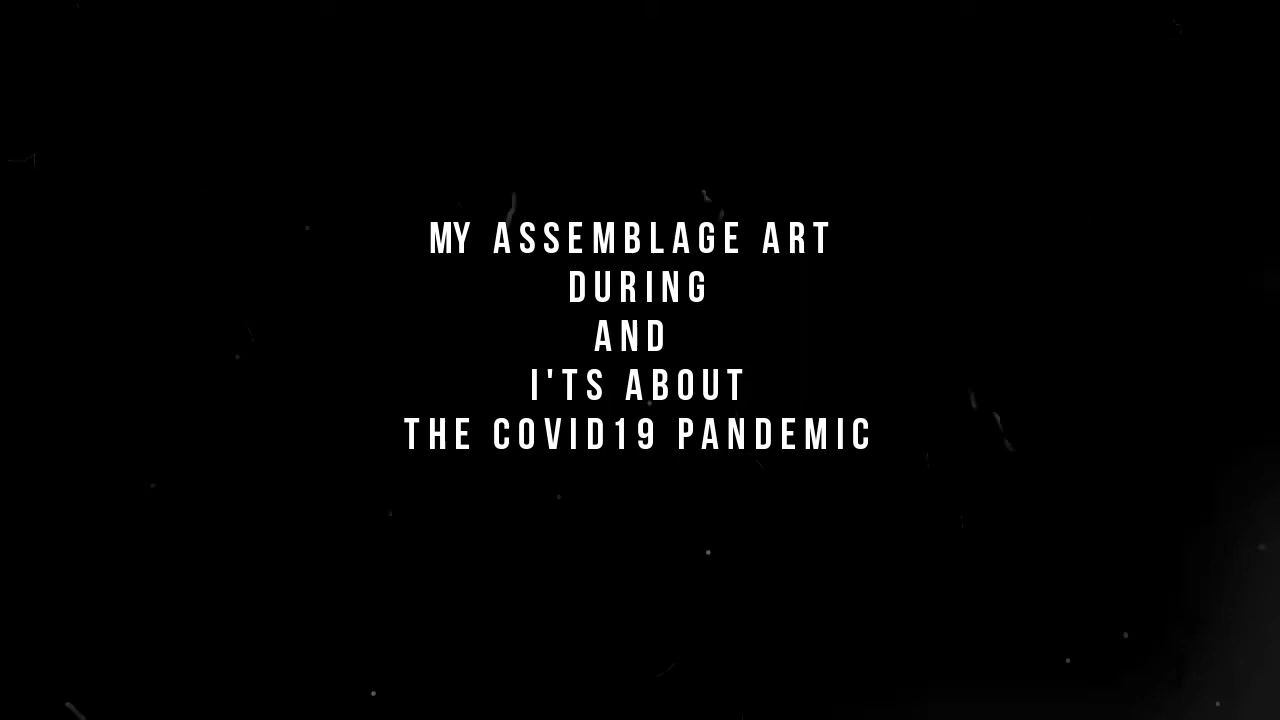 MY ASSEMBLAGE ART
DURING
AND
I'TS ABOUT
THE COVID19 PANDEMIC